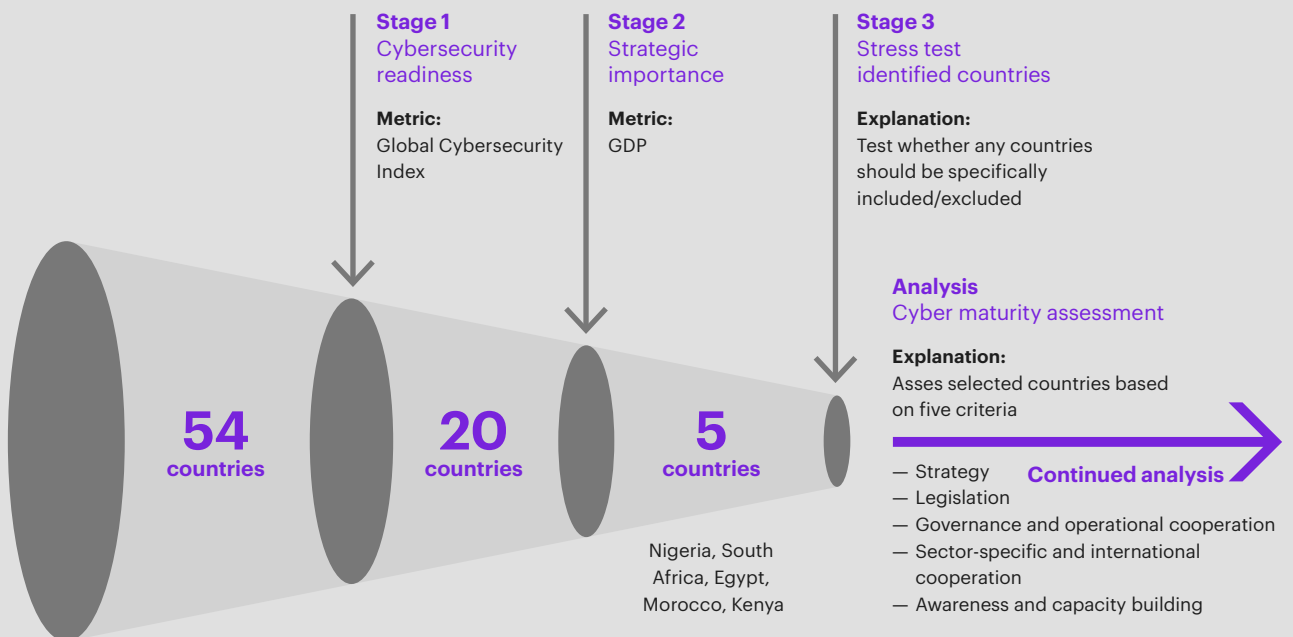 Stage 1
Cybersecurity
readiness
Metric:
Global Cybersecurity
Index
Stage 2
Strategic
importance
Metric:
GDP
Stage 3
Stress test
identified countries
Explanation:
Test whether any countries
should be specifically
included/excluded
54
countries
20
countries
5
countries
Nigeria, South
Africa, Egypt,
Morocco, Kenya
Analysis
Cyber maturity assessment
Explanation:
Asses selected countries based
on five criteria
Continued analysis
— Strategy
— Legislation
— Governance and operational cooperation
— Sector-specific and international
cooperation
— Awareness and capacity building